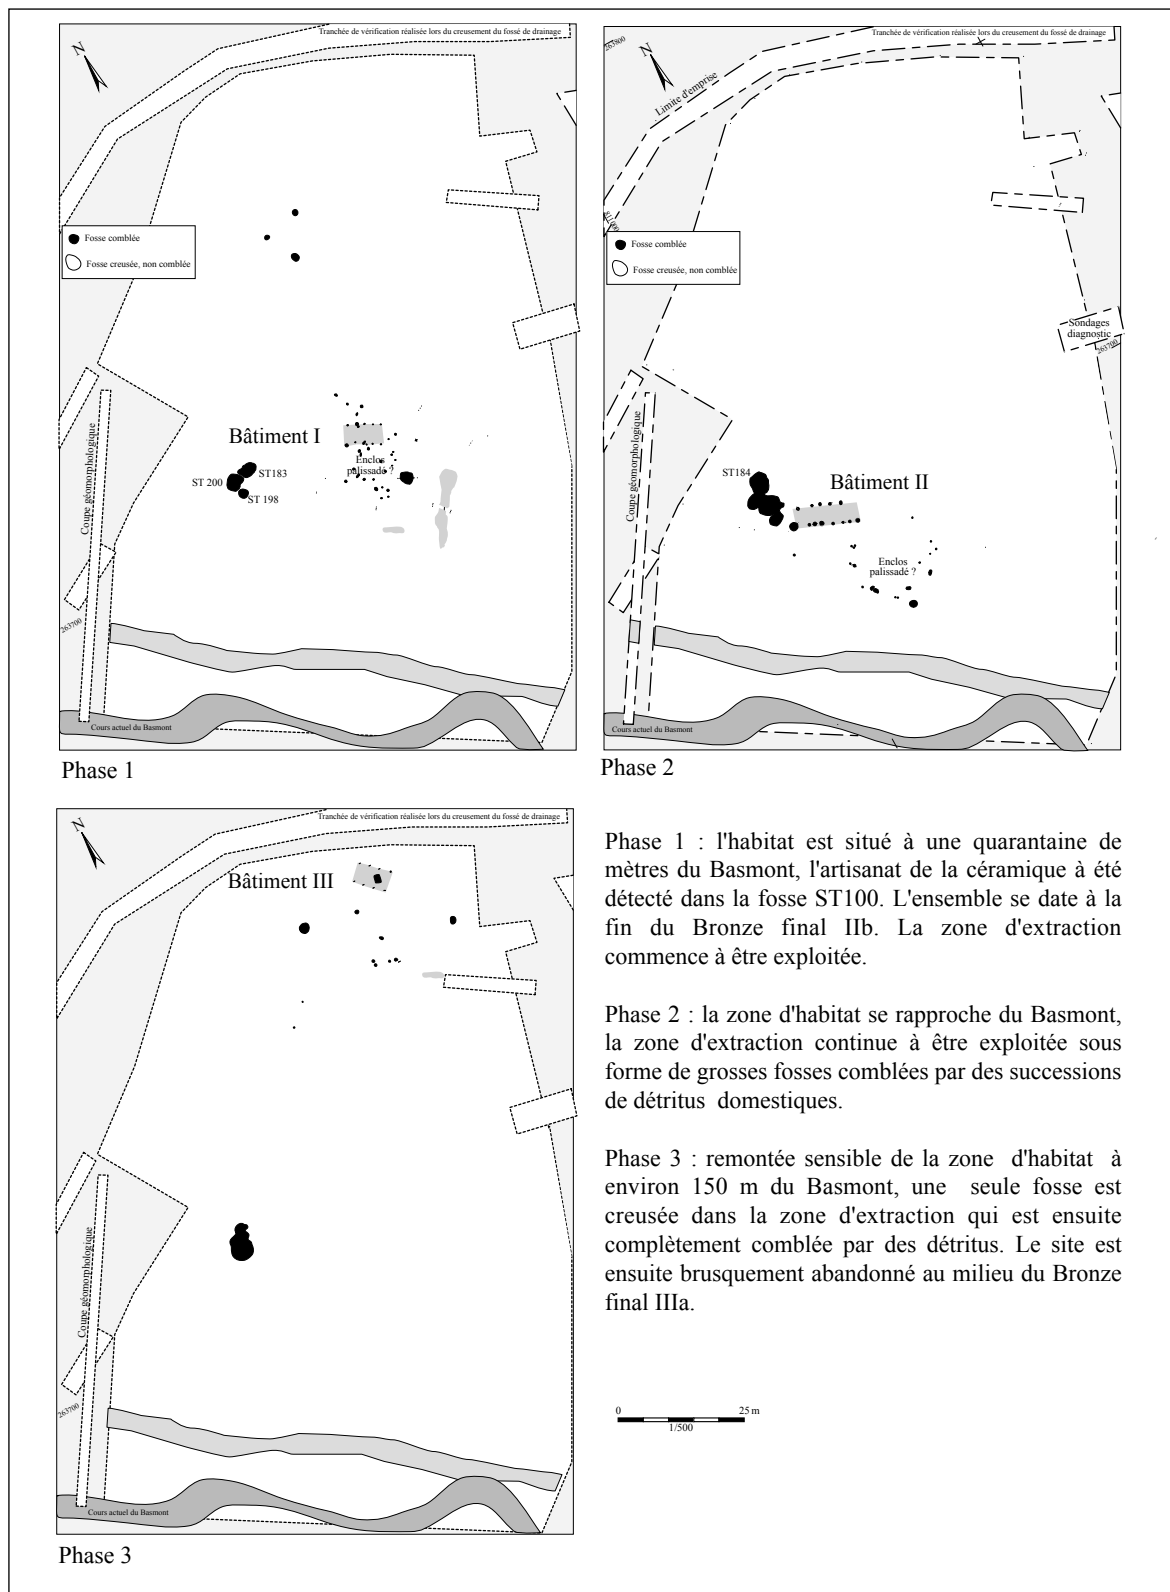 Tranchée de vérification réalisée lors du creusement du fossé de drainage
N
Fosse comblée
Fosse creusée, non comblée
Bâtiment I
Enclos
palissadé ?
ST183
ST 200
ST 198
Coupe géomorphologique
263700
Cours actuel du Basmont
Phase 1
Tranchée de vérification réalisée lors du creusement du fossé de drainage
263800
N
Limite d'emprise
Fosse comblée
Fosse creusée, non comblée
Sondages
diagnostic
263700
Coupe géomorphologique
ST184
Bâtiment II
Enclos
palissadé ?
Cours actuel du Basmont
Phase 2
Tranchée de vérification réalisée lors du creusement du fossé de drainage
N
Bâtiment III
Coupe géomorphologique
263700
Cours actuel du Basmont
Phase 3
Phase 1 : l'habitat est situé à une quarantaine de
mètres du Basmont, l'artisanat de la céramique à été
détecté dans la fosse ST100. L'ensemble se date à la
fin du Bronze final IIb. La zone d'extraction
commence à être exploitée.
Phase 2 : la zone d'habitat se rapproche du Basmont,
la zone d'extraction continue à être exploitée sous
forme de grosses fosses comblées par des successions
de détritus domestiques.
Phase 3 : remontée sensible de la zone d'habitat à
environ 150 m du Basmont, une seule fosse est
creusée dans la zone d'extraction qui est ensuite
complètement comblée par des détritus. Le site est
ensuite brusquement abandonné au milieu du Bronze
final IIIa.
0 25 m
1/500